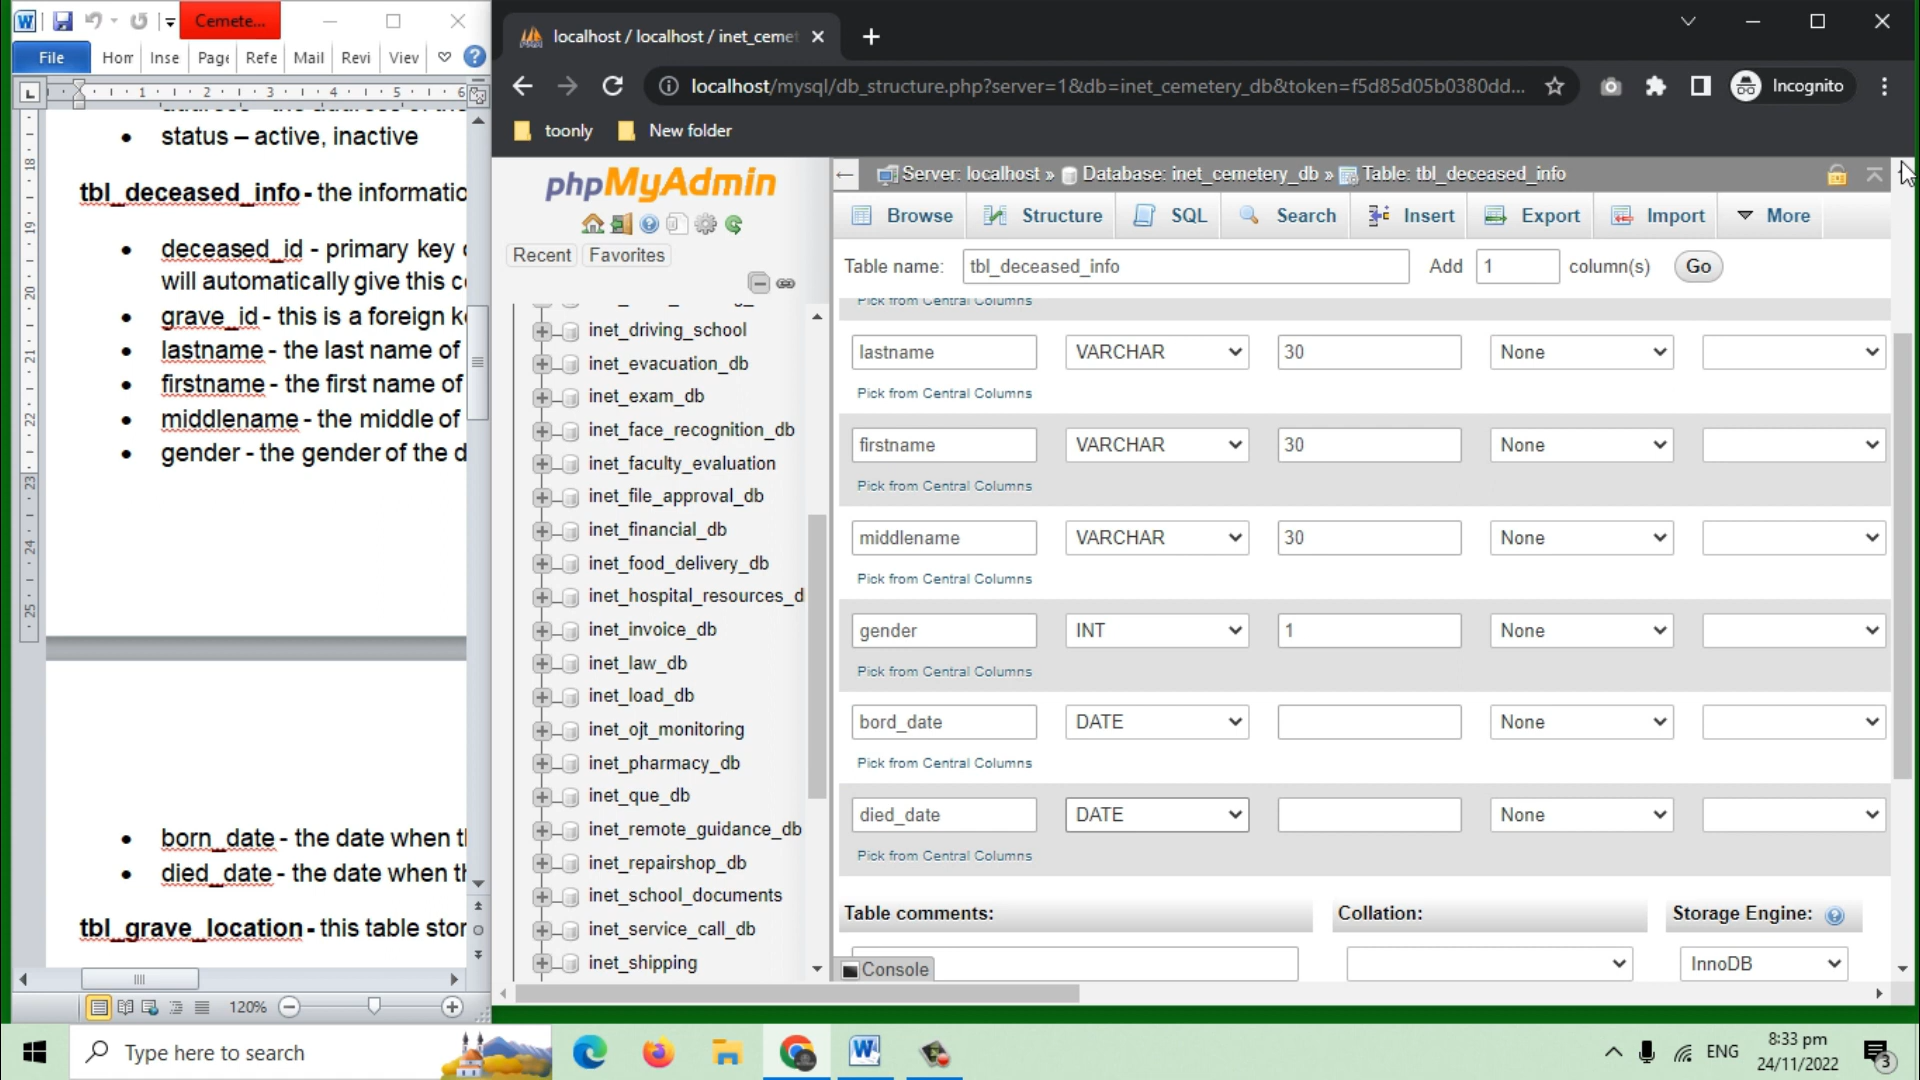 Cemete...
File Hor Inse Page Refe Mail Revi View
status – active, inactive
tbl_deceased_info - the informatio
deceased_id - primary key
will automatically give this c
grave_id - this is a foreign k
lastname - the last name of
firstname - the first name of
middlename - the middle of
gender - the gender of the d
born_date - the date when t
died_date - the date when t
tbl_grave_location - this table stor
120%
localhost / localhost / inet_cemet
localhost/mysql/db_structure.php?server=1&db=inet_cemetery_db&token=f5d85d05b0380dd...
Incognito
toonly
New folder
phpMyAdmin
Recent Favorites
inet_driving_school
inet_evacuation_db
inet_exam_db
inet_face_recognition_db
inet_faculty_evaluation
inet_file_approval_db
inet_financial_db
inet_food_delivery_db
inet_hospital_resources_d
inet_invoice_db
inet_law_db
inet_load_db
inet_ojt_monitoring
inet_pharmacy_db
inet_que_db
inet_remote_guidance_db
inet_repairshop_db
inet_school_documents
inet_service_call_db
inet_shipping
Server: localhost » Database: inet_cemetery_db » Table: tbl_deceased_info
Browse Structure SQL Search Insert Export Import More
Table name: tbl_deceased_info Add 1 column(s) Go
Pick from Central Columns
lastname VARCHAR 30 None
Pick from Central Columns
firstname VARCHAR 30 None
Pick from Central Columns
middlename VARCHAR 30 None
Pick from Central Columns
gender INT 1 None
Pick from Central Columns
bord_date DATE None
Pick from Central Columns
died_date DATE None
Pick from Central Columns
Table comments: Collation: Storage Engine:
InnoDB
Console
Type here to search
ENG
8:33 pm
24/11/2022
3